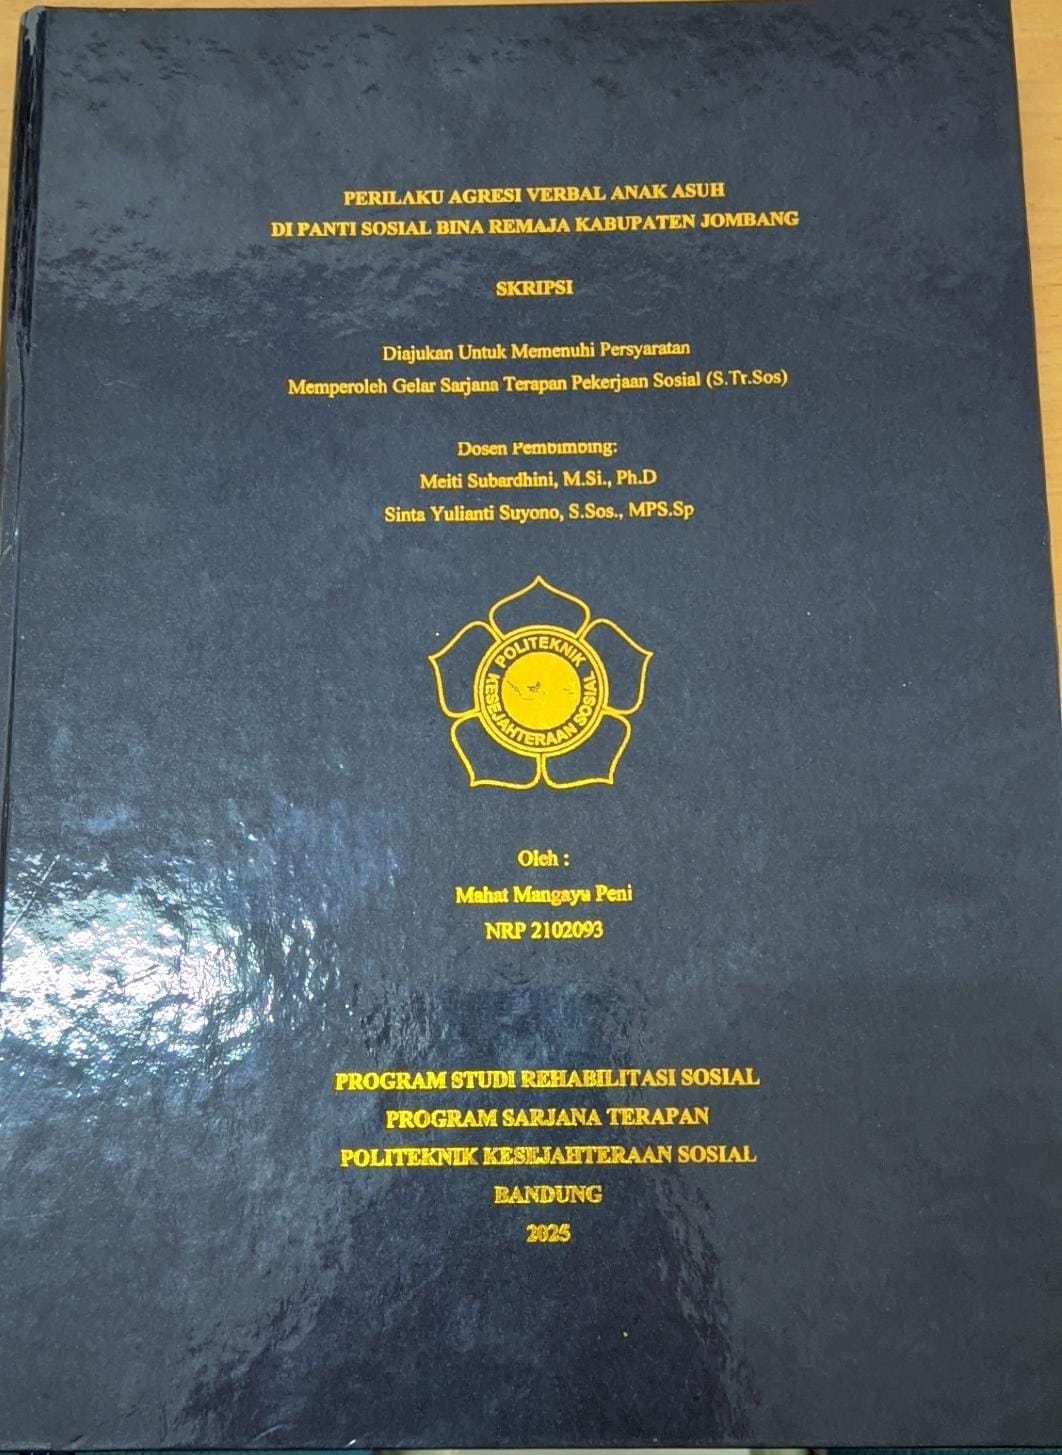 PERILAKU AGRESI VERBAL ANAK ASUH
DI PANTI SOSIAL BINA REMAJA KABUPATEN JOMBANG
SKRIPSI
Diajukan Untuk Memenuhi Persyaratan
Memperoleh Gelar Sarjana Terapan Pekerjaan Sosial (S.Tr.Sos)
Dosen Pembimbing:
Meiti Subardhini, M.Si., Ph.D
Sinta Yulianti Suyono, S.Sos., MPS.Sp
POLITEKNIK
KESEJAHTERAAN SOSIAL
Oleh :
Mahat Mangayu Peni
NRP 2102093
PROGRAM STUDI REHABILITASI SOSIAL
PROGRAM SARJANA TERAPAN
POLITEKNIK KESEJAHTERAAN SOSIAL
BANDUNG
2025